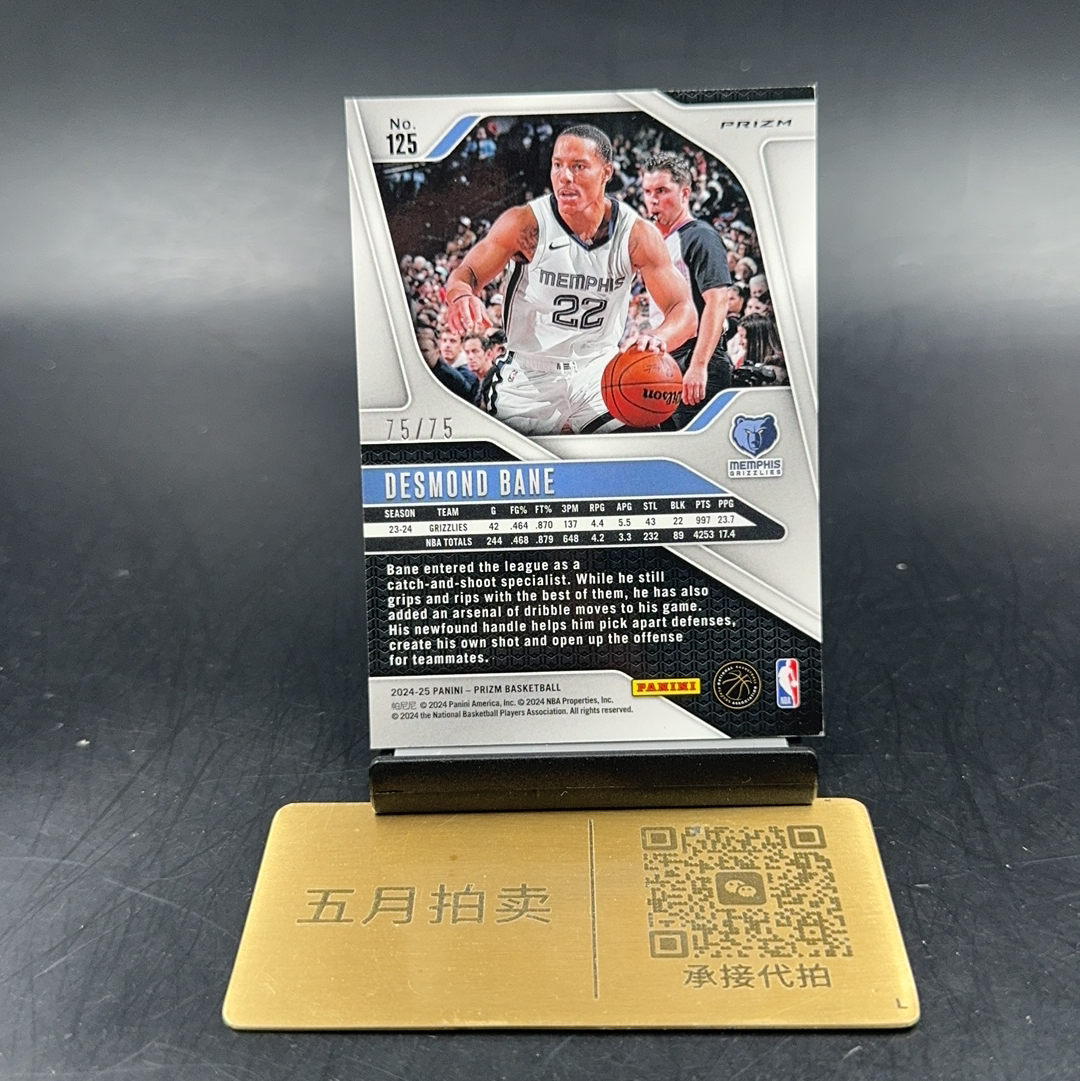 No.
125
PRIZM
MEMPHIS
22
Wilson
75/75
MEMPHIS
GRIZZLIES
DESMOND BANE
SEASON TEAM G FG% FT% 3PM RPG APG STL BLK PTS PPG
23-24 GRIZZLIES 42 .464 .870 137 4.4 5.5 43 22 997 23.7
NBA TOTALS 244 .468 .879 648 4.2 3.3 232 89 4253 17.4
Bane entered the league as a
catch-and-shoot specialist. While he still
grips and rips with the best of them, he has also
added an arsenal of dribble moves to his game.
His newfound handle helps him pick apart defenses,
create his own shot and open up the offense
for teammates.
2024-25 PANINI – PRIZM BASKETBALL
帕尼尼 © 2024 Panini America, Inc. © 2024 NBA Properties, Inc.
© 2024 the National Basketball Players Association. All rights reserved.
PANINI
NBA
五月拍卖
承接代拍
L